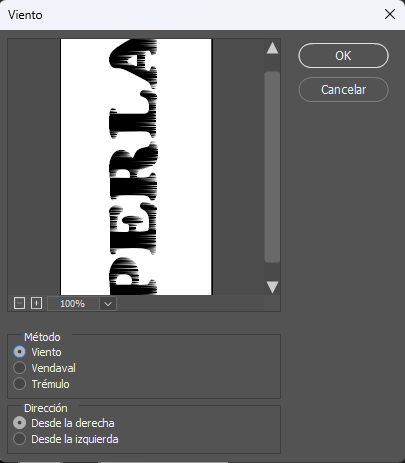 Viento
OK
Cancelar
PERLA
100%
Método
Viento
Vendaval
Trémulo
Dirección
Desde la derecha
Desde la izquierda